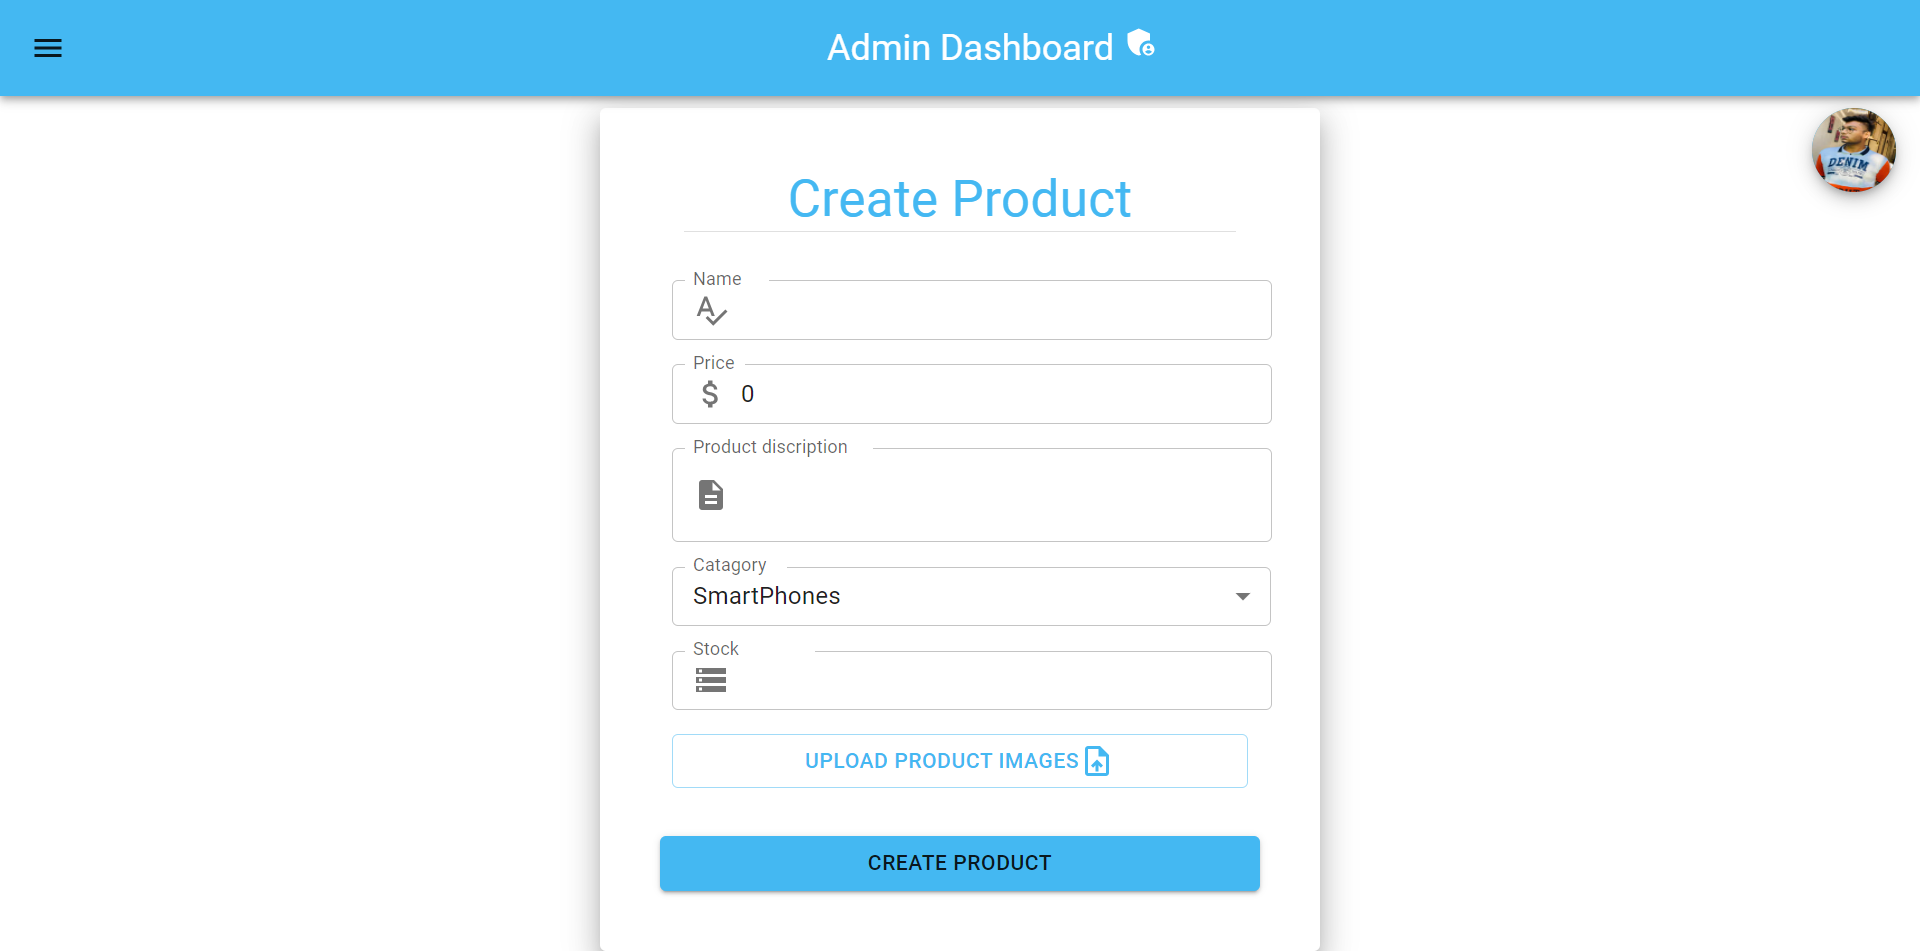 Admin Dashboard
DENIM
Create Product
Name
Price
$ 0
Product discription
Catagory
SmartPhones
Stock
UPLOAD PRODUCT IMAGES
CREATE PRODUCT